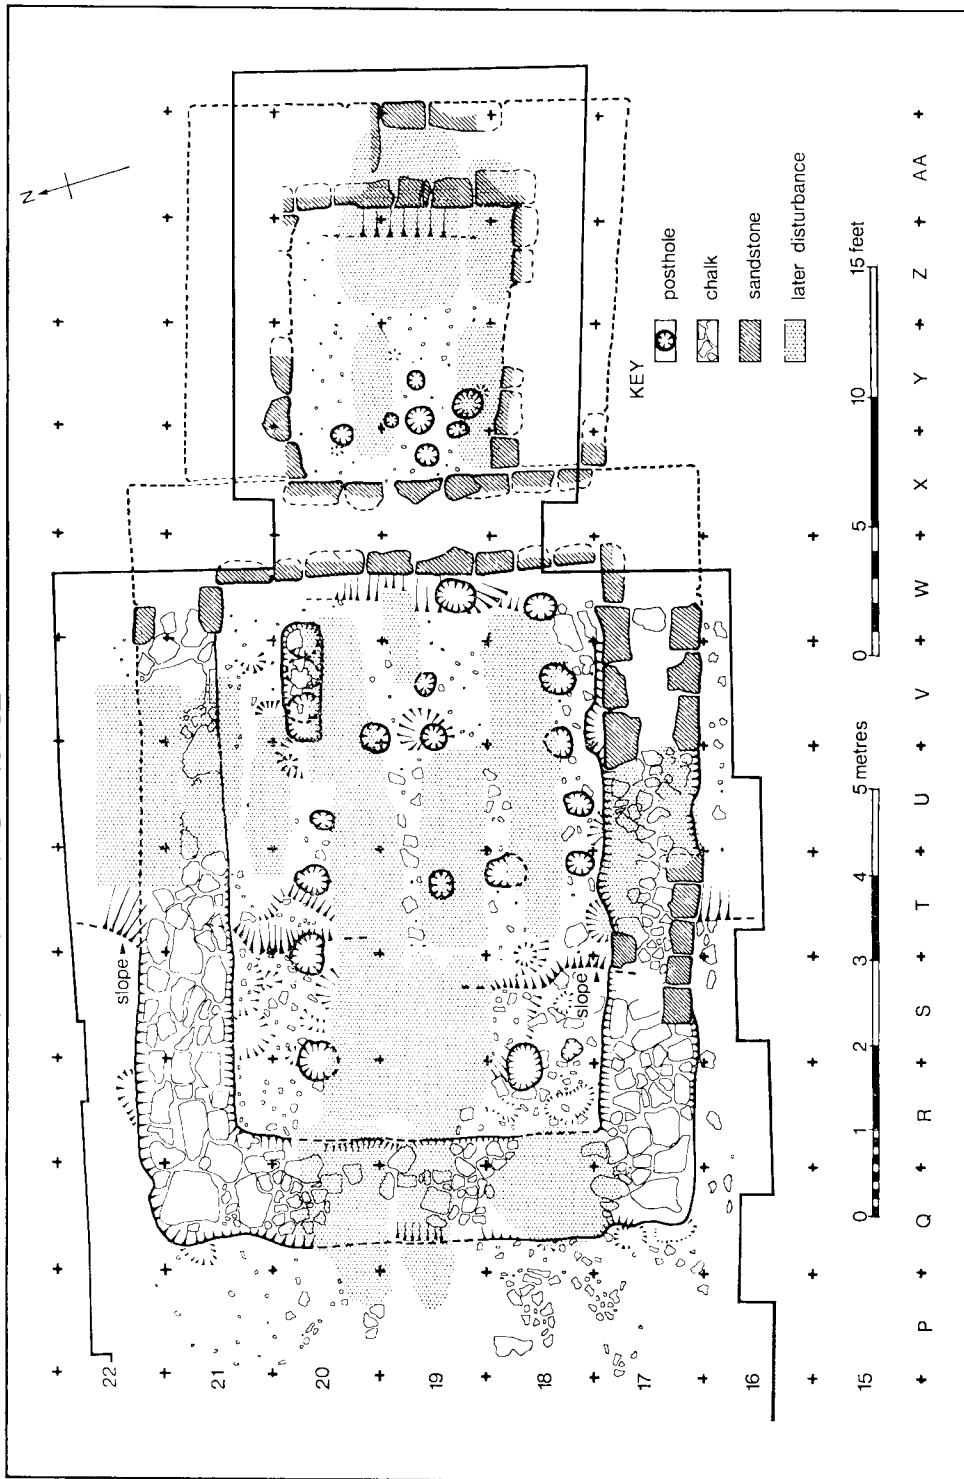 N
slope
slope
KEY
posthole
chalk
sandstone
later disturbance
22
21
20
19
18
17
16
15
0 1 2 3 4 5 metres
0 5 10 15 feet
P Q R S T U V W X Y Z AA